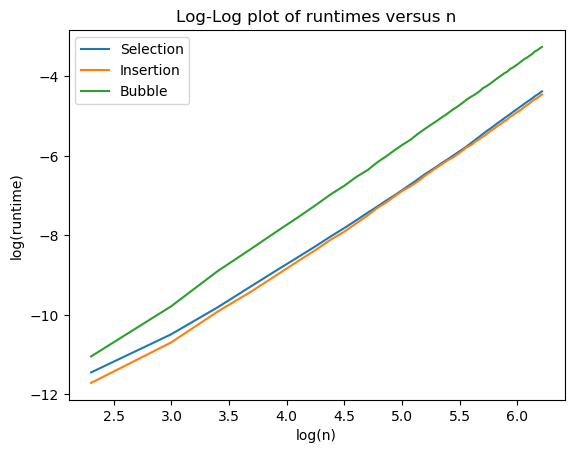 Log-Log plot of runtimes versus n
Selection
Insertion
Bubble
log(runtime)
−4
−6
−8
−10
−12
2.5 3.0 3.5 4.0 4.5 5.0 5.5 6.0
log(n)